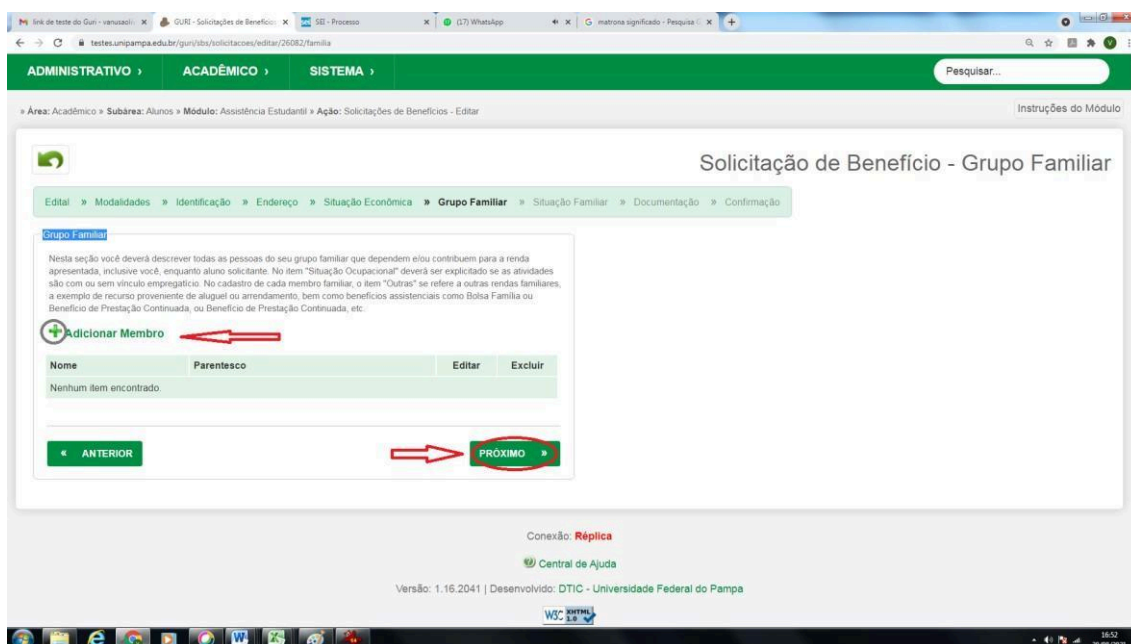 link de teste do Guri - vanusaoli
GURI - Solicitações de Benefício
SEI - Processo
(17) WhatsApp
matrona significado - Pesquisa G
testes.unipampa.edu.br/guri/sbs/solicitacoes/editar/26082/familia
ADMINISTRATIVO › ACADÊMICO › SISTEMA ›
Pesquisar...
» Área: Acadêmico » Subárea: Alunos » Módulo: Assistência Estudantil » Ação: Solicitações de Benefícios - Editar
Instruções do Módulo
Solicitação de Benefício - Grupo Familiar
Edital » Modalidades » Identificação » Endereço » Situação Econômica » Grupo Familiar » Situação Familiar » Documentação » Confirmação
Grupo Familiar
Nesta seção você deverá descrever todas as pessoas do seu grupo familiar que dependem e/ou contribuem para a renda
apresentada, inclusive você, enquanto aluno solicitante. No item "Situação Ocupacional" deverá ser explicitado se as atividades
são com ou sem vínculo empregatício. No cadastro de cada membro familiar, o item "Outras" se refere a outras rendas familiares,
a exemplo de recurso proveniente de aluguel ou arrendamento, bem como benefícios assistenciais como Bolsa Família ou
Benefício de Prestação Continuada, ou Benefício de Prestação Continuada, etc.
Adicionar Membro
Nome Parentesco Editar Excluir
Nenhum item encontrado.
« ANTERIOR
PRÓXIMO »
Conexão: Réplica
Central de Ajuda
Versão: 1.16.2041 | Desenvolvido: DTIC - Universidade Federal do Pampa
W3C XHTML 1.0
16:52